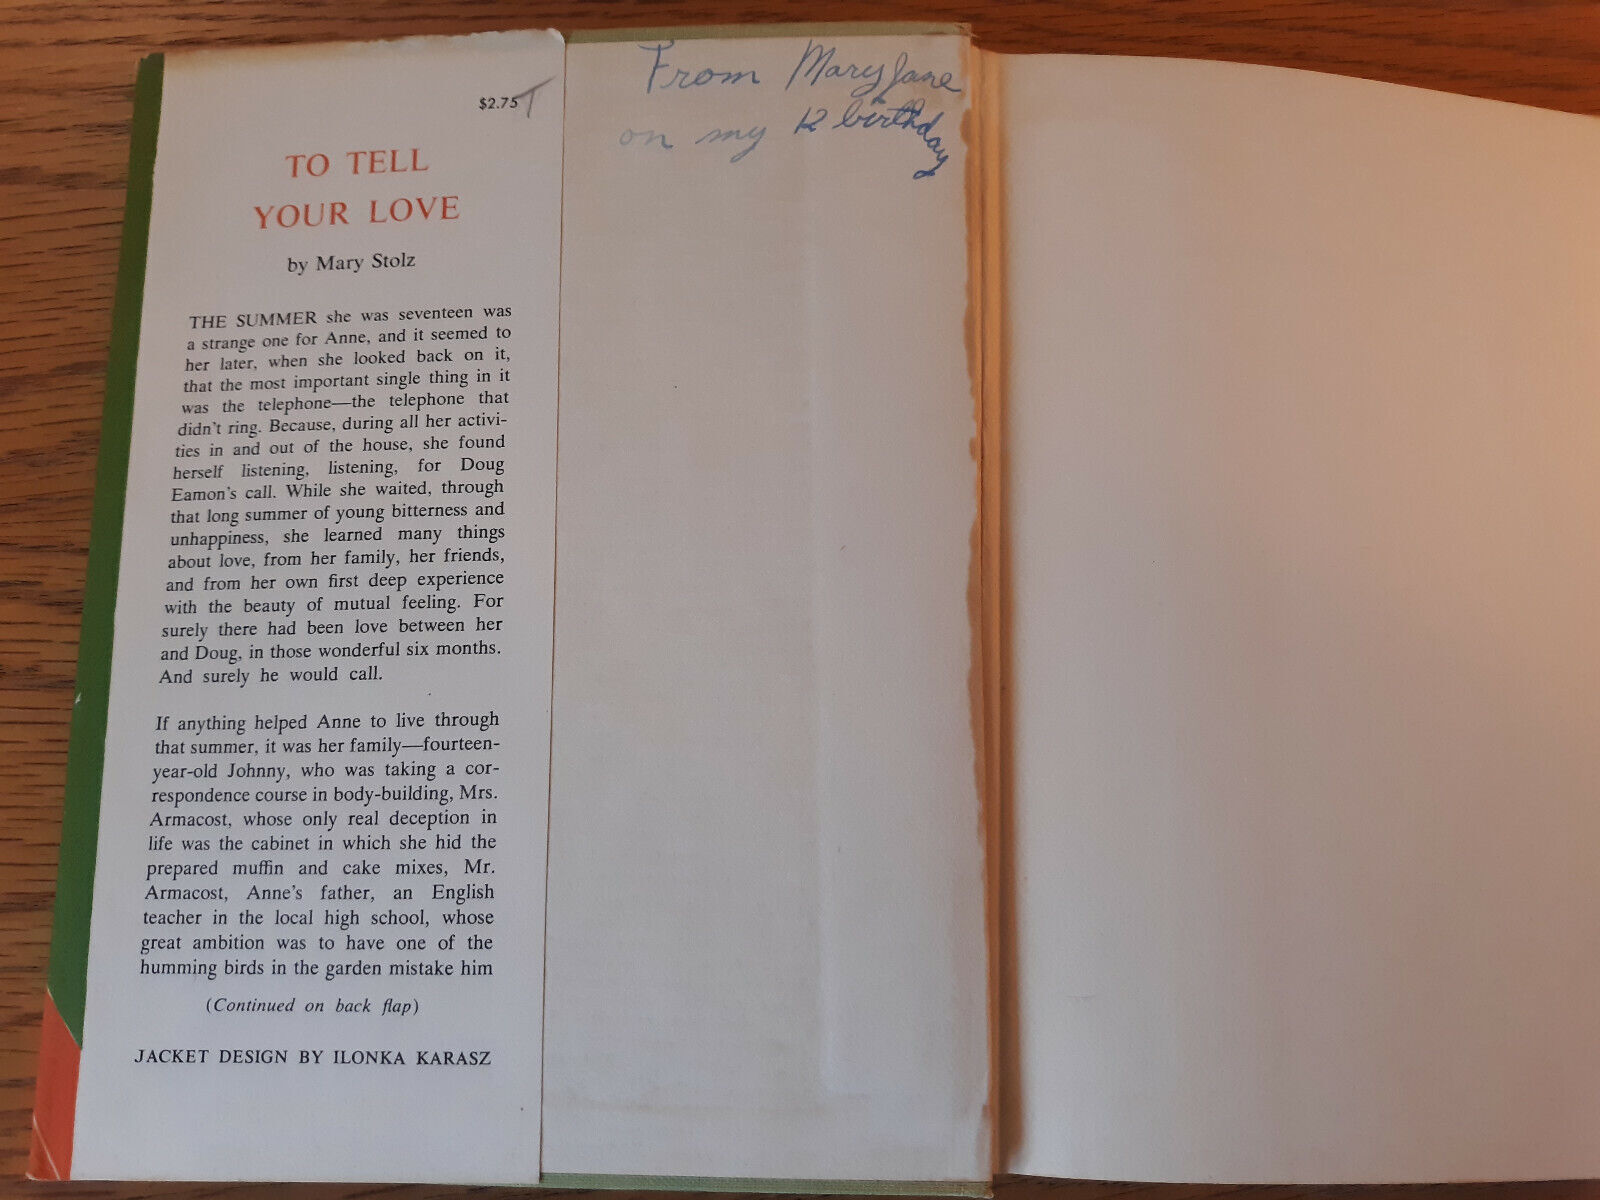 $2.75
TO TELL
YOUR LOVE
by Mary Stolz
THE SUMMER she was seventeen was
a strange one for Anne, and it seemed to
her later, when she looked back on it,
that the most important single thing in it
was the telephone—the telephone that
didn't ring. Because, during all her activi-
ties in and out of the house, she found
herself listening, listening, for Doug
Eamon's call. While she waited, through
that long summer of young bitterness and
unhappiness, she learned many things
about love, from her family, her friends,
and from her own first deep experience
with the beauty of mutual feeling. For
surely there had been love between her
and Doug, in those wonderful six months.
And surely he would call.
If anything helped Anne to live through
that summer, it was her family—fourteen-
year-old Johnny, who was taking a cor-
respondence course in body-building, Mrs.
Armacost, whose only real deception in
life was the cabinet in which she hid the
prepared muffin and cake mixes, Mr.
Armacost, Anne's father, an English
teacher in the local high school, whose
great ambition was to have one of the
humming birds in the garden mistake him
(Continued on back flap)
JACKET DESIGN BY ILONKA KARASZ
From Mary Jane
on my 12 birthday